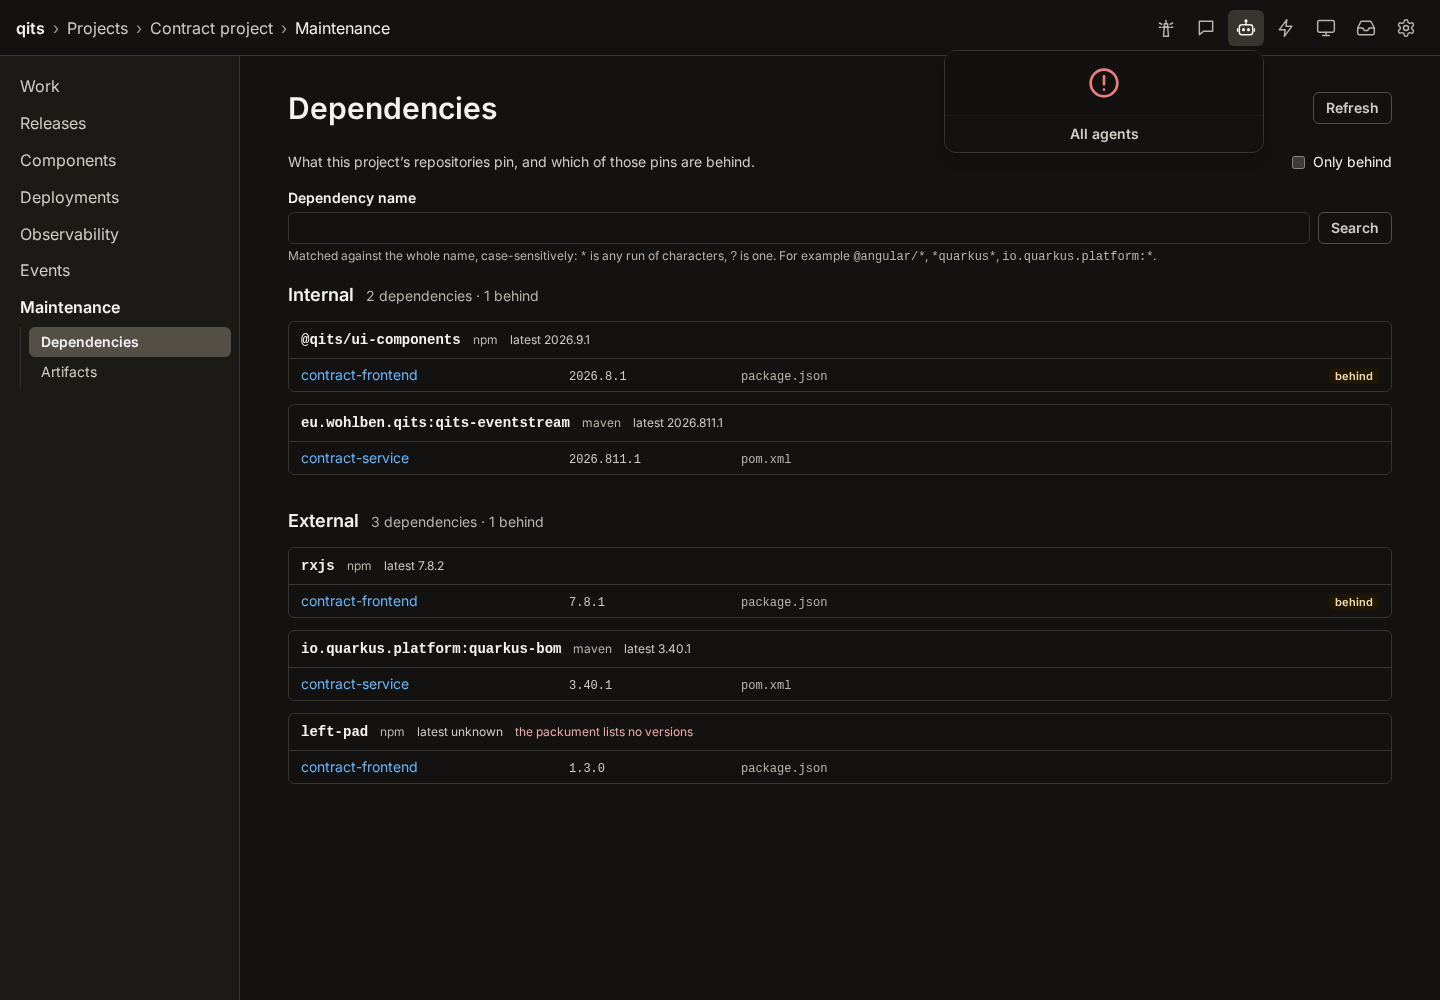 qits › Projects › Contract project › Maintenance
All agents
Work
Releases
Components
Deployments
Observability
Events
Maintenance
Dependencies
Artifacts
Dependencies
Refresh
What this project's repositories pin, and which of those pins are behind.
Only behind
Dependency name
Search
Matched against the whole name, case-sensitively: * is any run of characters, ? is one. For example @angular/*, *quarkus*, io.quarkus.platform:*.
Internal 2 dependencies · 1 behind
@qits/ui-components npm latest 2026.9.1
contract-frontend 2026.8.1 package.json behind
eu.wohlben.qits:qits-eventstream maven latest 2026.811.1
contract-service 2026.811.1 pom.xml
External 3 dependencies · 1 behind
rxjs npm latest 7.8.2
contract-frontend 7.8.1 package.json behind
io.quarkus.platform:quarkus-bom maven latest 3.40.1
contract-service 3.40.1 pom.xml
left-pad npm latest unknown the packument lists no versions
contract-frontend 1.3.0 package.json